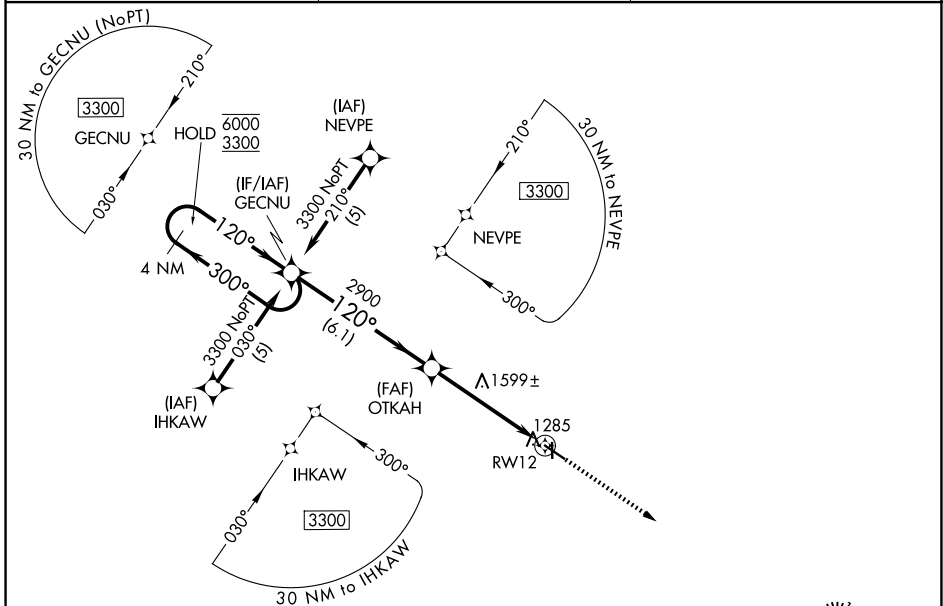 30 NM to GECNU (NoPT)
210°
3300
GECNU
030°
HOLD
6000
3300
(IAF)
NEVPE
3300 NoPT
210°
(5)
(IF/IAF)
GECNU
120°
4 NM
300°
3300 NoPT
030°
(5)
(IAF)
IHKAW
2900
120°
(6.1)
(FAF)
OTKAH
1599±
1285
RW12
210°
30 NM to NEVPE
3300
NEVPE
300°
IHKAW
300°
030°
3300
30 NM to IHKAW